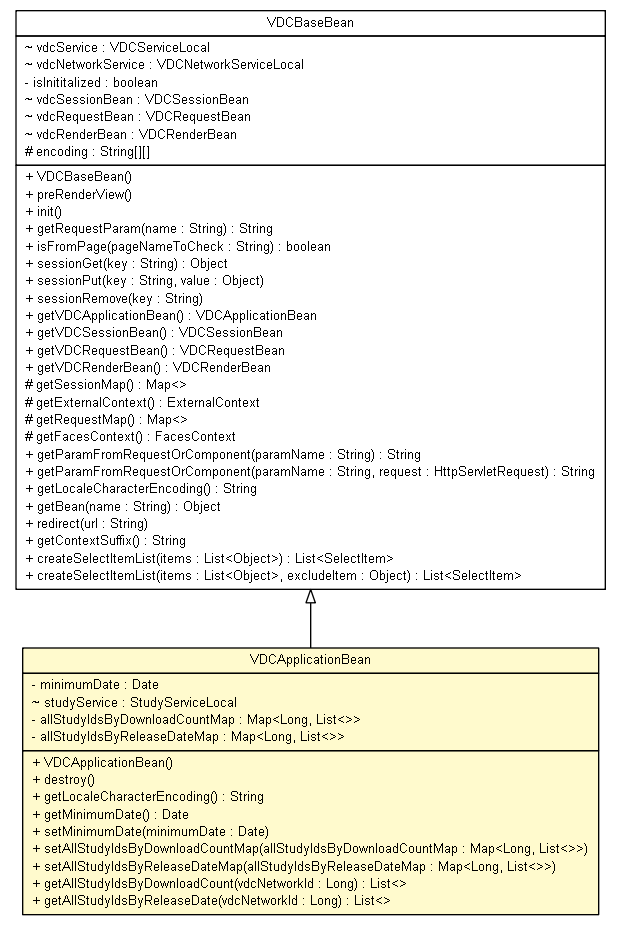 VDCBaseBean
~ vdcService : VDCServiceLocal
~ vdcNetworkService : VDCNetworkServiceLocal
- isInititalized : boolean
~ vdcSessionBean : VDCSessionBean
~ vdcRequestBean : VDCRequestBean
~ vdcRenderBean : VDCRenderBean
# encoding : String[][]
+ VDCBaseBean()
+ preRenderView()
+ init()
+ getRequestParam(name : String) : String
+ isFromPage(pageNameToCheck : String) : boolean
+ sessionGet(key : String) : Object
+ sessionPut(key : String, value : Object)
+ sessionRemove(key : String)
+ getVDCApplicationBean() : VDCApplicationBean
+ getVDCSessionBean() : VDCSessionBean
+ getVDCRequestBean() : VDCRequestBean
+ getVDCRenderBean() : VDCRenderBean
# getSessionMap() : Map<>
# getExternalContext() : ExternalContext
# getRequestMap() : Map<>
# getFacesContext() : FacesContext
+ getParamFromRequestOrComponent(paramName : String) : String
+ getParamFromRequestOrComponent(paramName : String, request : HttpServletRequest) : String
+ getLocaleCharacterEncoding() : String
+ getBean(name : String) : Object
+ redirect(url : String)
+ getContextSuffix() : String
+ createSelectItemList(items : List<Object>) : List<SelectItem>
+ createSelectItemList(items : List<Object>, excludeItem : Object) : List<SelectItem>
VDCApplicationBean
- minimumDate : Date
~ studyService : StudyServiceLocal
- allStudyIdsByDownloadCountMap : Map<Long, List<>>
- allStudyIdsByReleaseDateMap : Map<Long, List<>>
+ VDCApplicationBean()
+ destroy()
+ getLocaleCharacterEncoding() : String
+ getMinimumDate() : Date
+ setMinimumDate(minimumDate : Date)
+ setAllStudyIdsByDownloadCountMap(allStudyIdsByDownloadCountMap : Map<Long, List<>>)
+ setAllStudyIdsByReleaseDateMap(allStudyIdsByReleaseDateMap : Map<Long, List<>>)
+ getAllStudyIdsByDownloadCount(vdcNetworkId : Long) : List<>
+ getAllStudyIdsByReleaseDate(vdcNetworkId : Long) : List<>